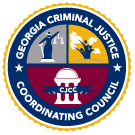 GEORGIA CRIMINAL JUSTICE
CJCC
COORDINATING COUNCIL